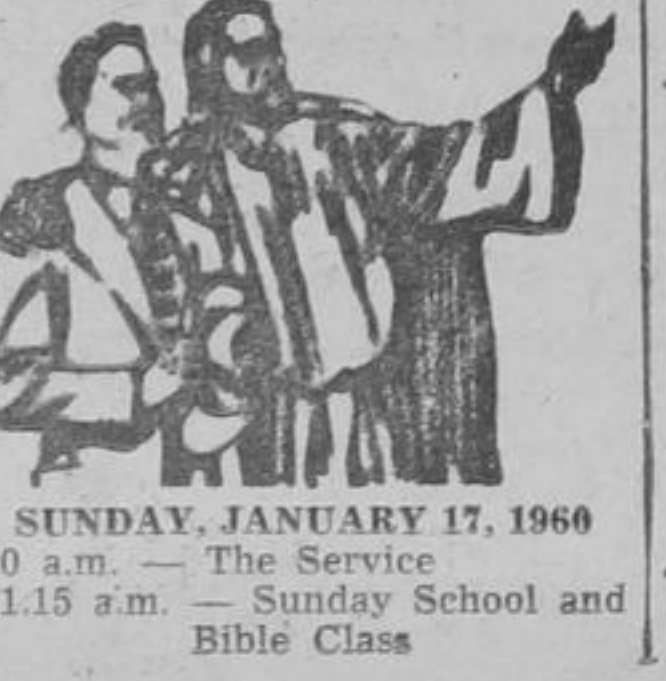 SUNDAY, JANUARY 17, 1960
0 a.m. — The Service
1.15 a.m. — Sunday School and
Bible Class